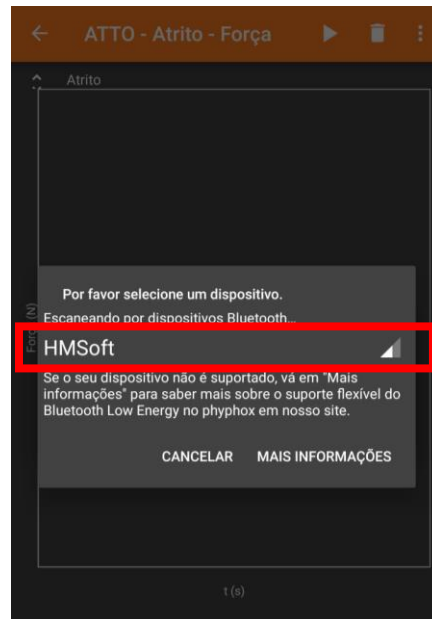 ATTO - Atrito - Força
Atrito
Por favor selecione um dispositivo.
Escaneando por dispositivos Bluetooth...
HMSoft
Se o seu dispositivo não é suportado, vá em "Mais
informações" para saber mais sobre o suporte flexível do
Bluetooth Low Energy no phyphox em nosso site.
CANCELAR MAIS INFORMAÇÕES
Força (N)
t (s)